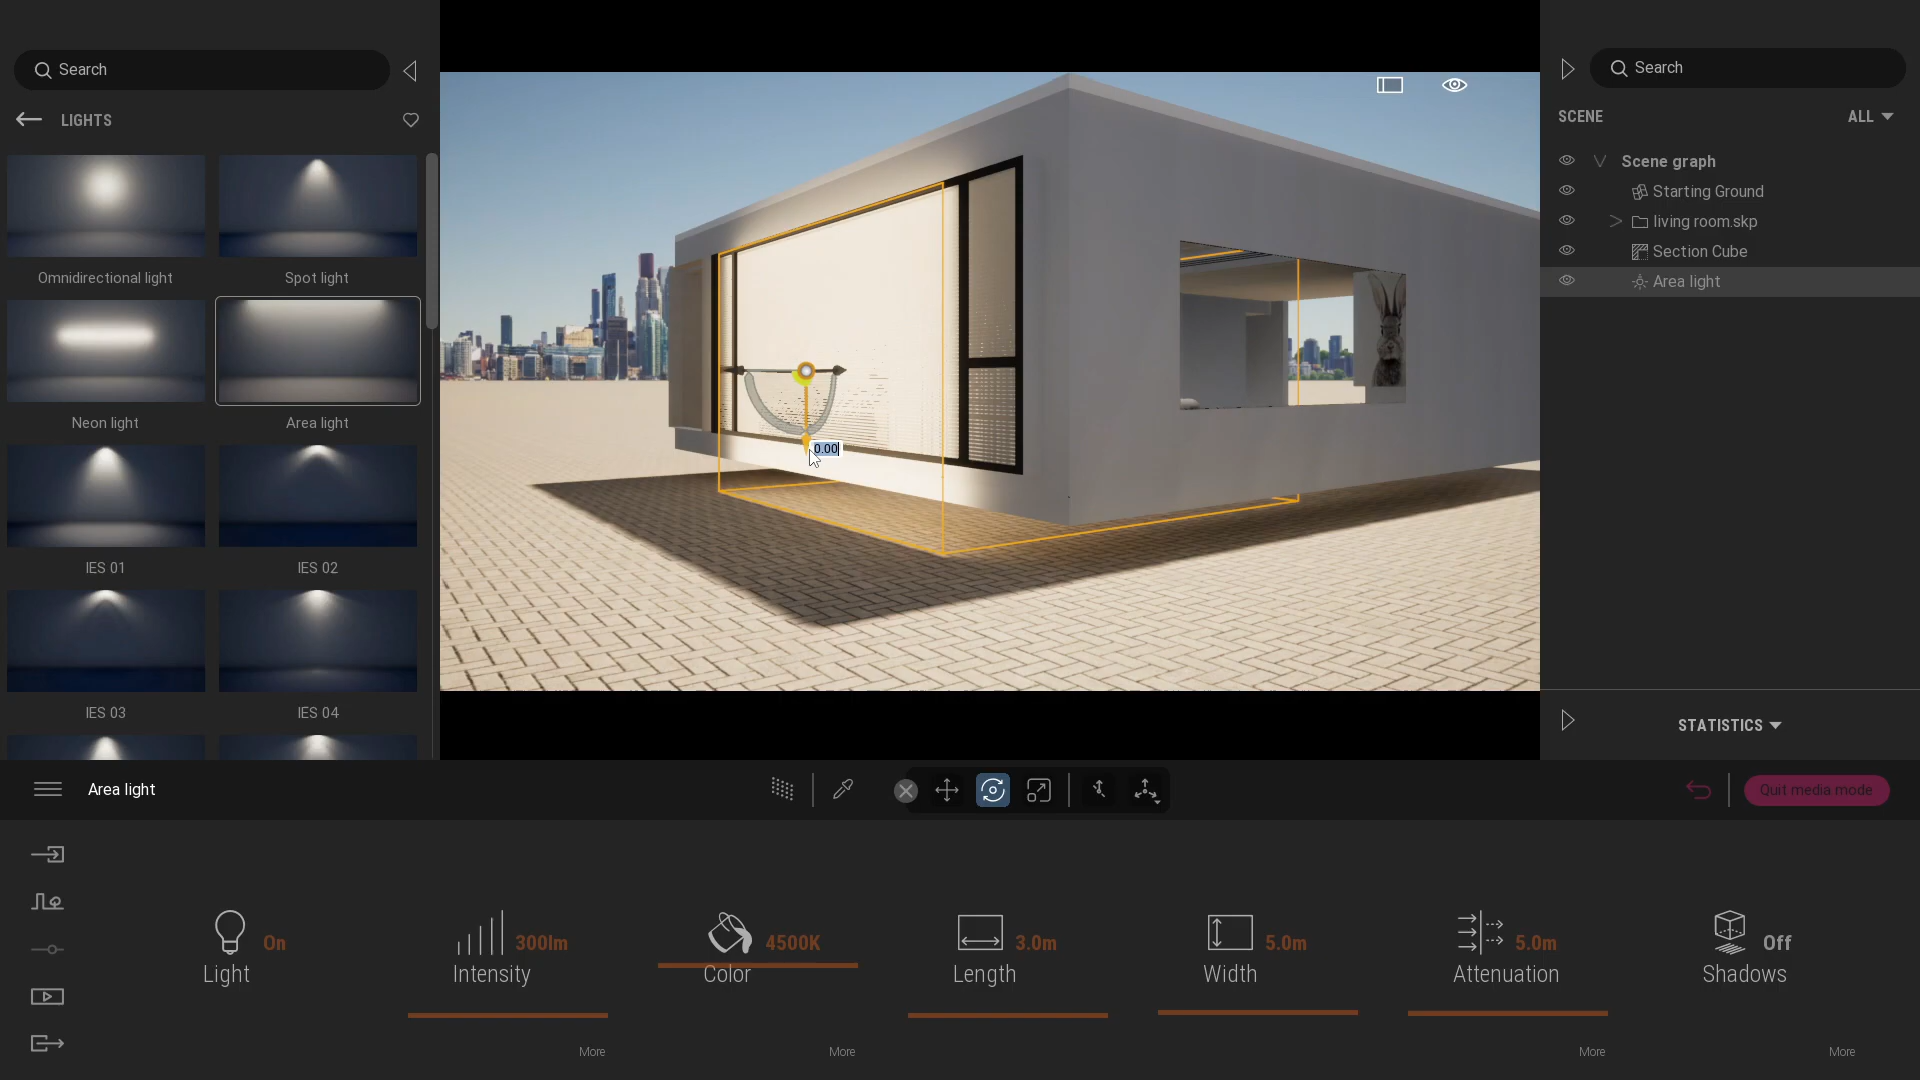 Search
LIGHTS
Omnidirectional light
Spot light
Neon light
Area light
IES 01
IES 02
IES 03
IES 04
0.00
Search
SCENE
ALL
Scene graph
Starting Ground
living room.skp
Section Cube
Area light
STATISTICS
Area light
Quit media mode
On
Light
300lm
Intensity
More
4500K
Color
More
3.0m
Length
5.0m
Width
5.0m
Attenuation
More
Off
Shadows
More